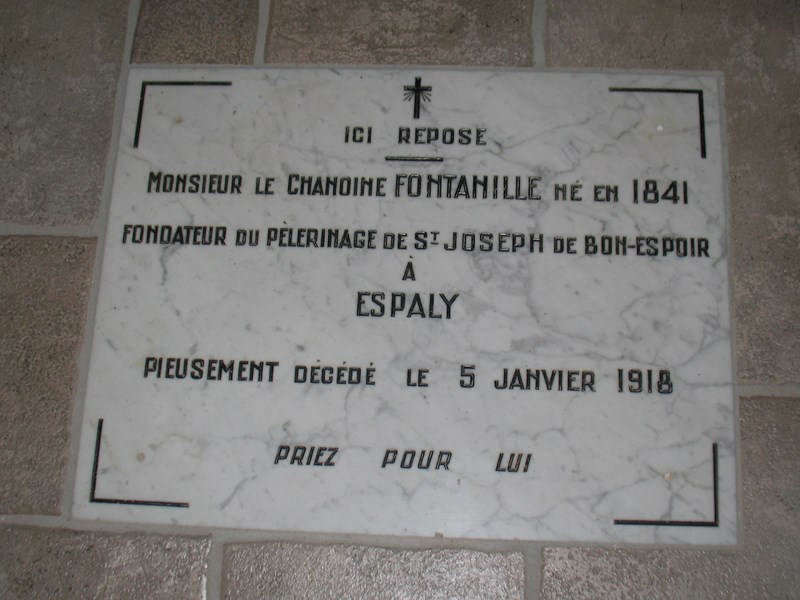 ICI REPOSE
MONSIEUR LE CHANOINE FONTANILLE NÉ EN 1841
FONDATEUR DU PÈLERINAGE DE ST JOSEPH DE BON-ESPOIR
À
ESPALY
PIEUSEMENT DÉCÉDÉ LE 5 JANVIER 1918
PRIEZ POUR LUI